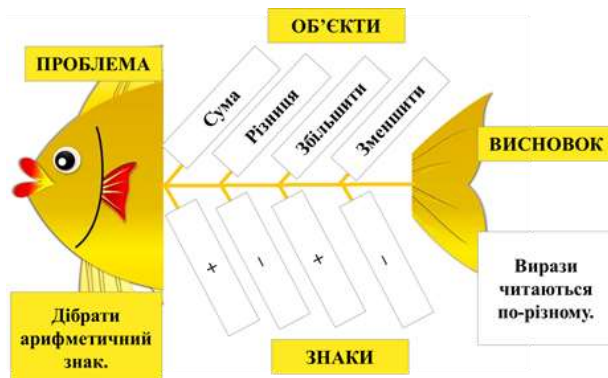 ОБ’ЄКТИ
ПРОБЛЕМА
Сума
Різниця
Збільшити
Зменшити
ВИСНОВОК
+
−
+
−
Дібрати
арифметичний
знак.
Вирази
читаються
по-різному.
ЗНАКИ